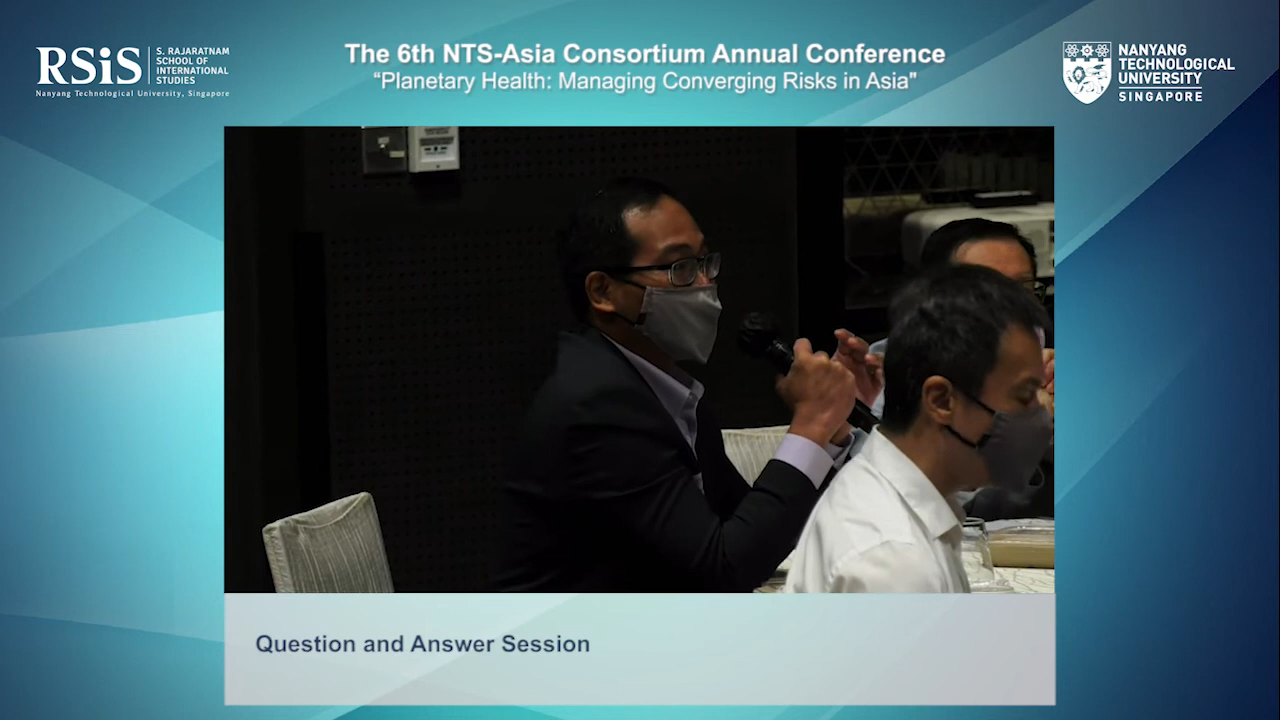 RSiS
S. RAJARATNAM
SCHOOL OF
INTERNATIONAL
STUDIES
Nanyang Technological University, Singapore
The 6th NTS-Asia Consortium Annual Conference
“Planetary Health: Managing Converging Risks in Asia"
NANYANG
TECHNOLOGICAL
UNIVERSITY
SINGAPORE
Question and Answer Session